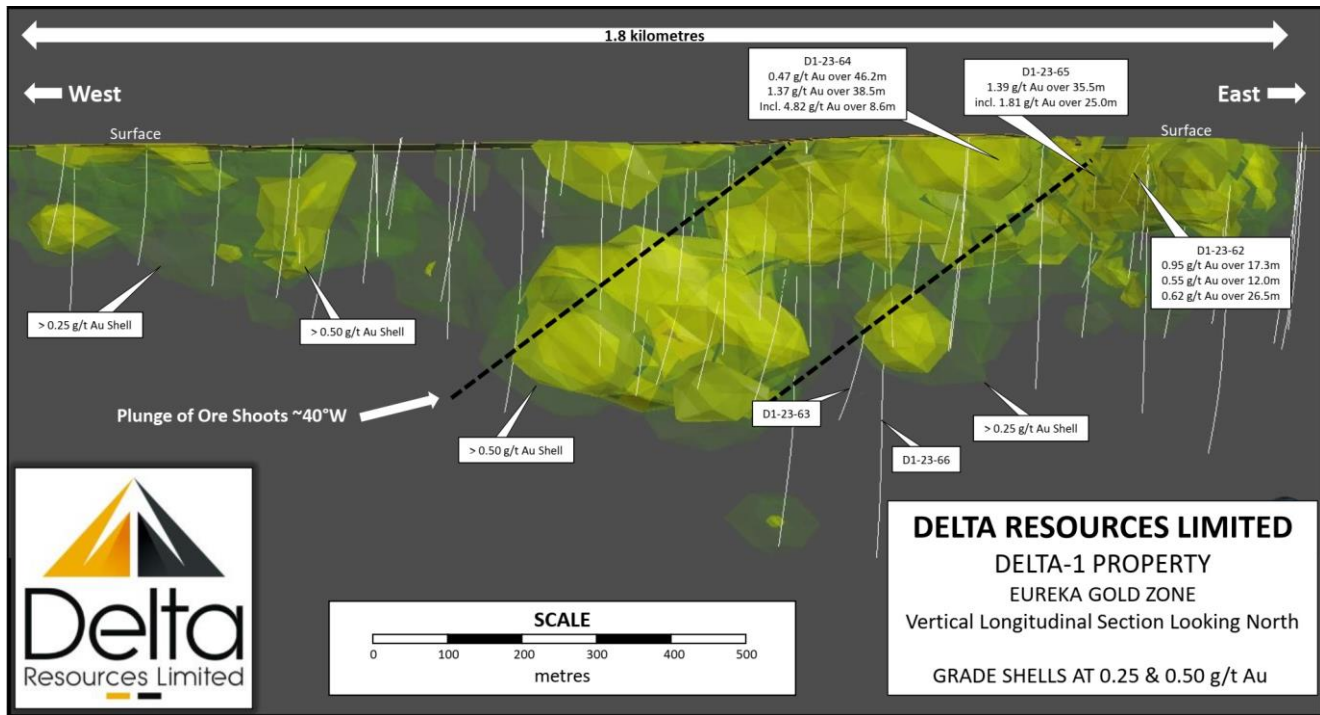 1.8 kilometres
West
East
D1-23-64
0.47 g/t Au over 46.2m
1.37 g/t Au over 38.5m
Incl. 4.82 g/t Au over 8.6m
D1-23-65
1.39 g/t Au over 35.5m
incl. 1.81 g/t Au over 25.0m
Surface
Surface
D1-23-62
0.95 g/t Au over 17.3m
0.55 g/t Au over 12.0m
0.62 g/t Au over 26.5m
> 0.25 g/t Au Shell
> 0.50 g/t Au Shell
Plunge of Ore Shoots ~40°W
> 0.50 g/t Au Shell
D1-23-63
D1-23-66
> 0.25 g/t Au Shell
Delta
Resources Limited
SCALE
0 100 200 300 400 500
metres
DELTA RESOURCES LIMITED
DELTA-1 PROPERTY
EUREKA GOLD ZONE
Vertical Longitudinal Section Looking North
GRADE SHELLS AT 0.25 & 0.50 g/t Au